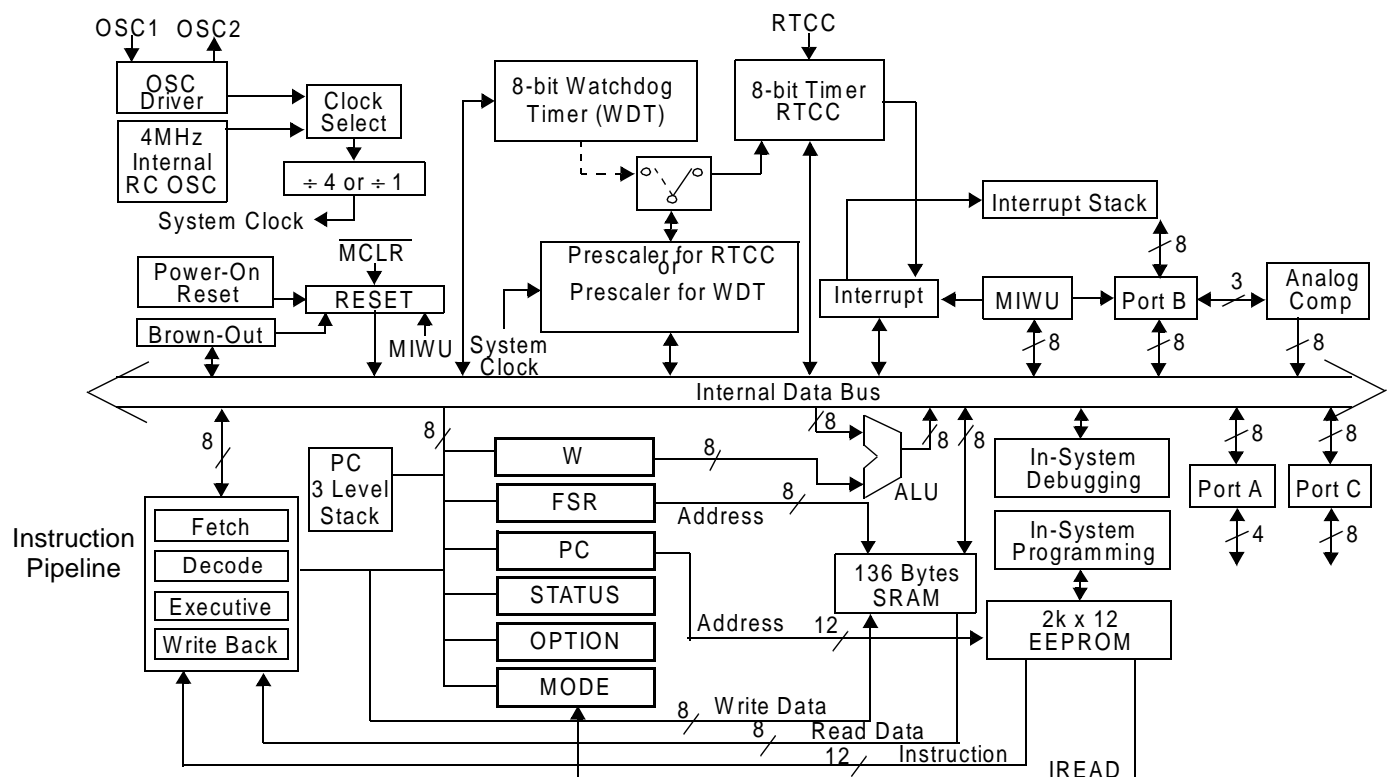 OSC1 OSC2
OSC
Driver
4MHz
Internal
RC OSC
Clock
Select
÷ 4 or ÷ 1
System Clock
8-bit Watchdog
Timer (WDT)
RTCC
8-bit Timer
RTCC
Prescaler for RTCC
or
Prescaler for WDT
System
Clock
MCLR
Power-On
Reset
RESET
Brown-Out
MIWU
Interrupt Stack
8
Interrupt
MIWU
Port B
3
Analog
Comp
8
8
8
Internal Data Bus
8
8
8
8
8
8
8
PC
3 Level
Stack
W
8
ALU
FSR
8
Address
PC
STATUS
OPTION
MODE
Instruction
Pipeline
Fetch
Decode
Executive
Write Back
136 Bytes
SRAM
Address 12
In-System
Debugging
In-System
Programming
2k x 12
EEPROM
Port A
4
Port C
8
8 Write Data
8 Read Data
12 Instruction
IREAD